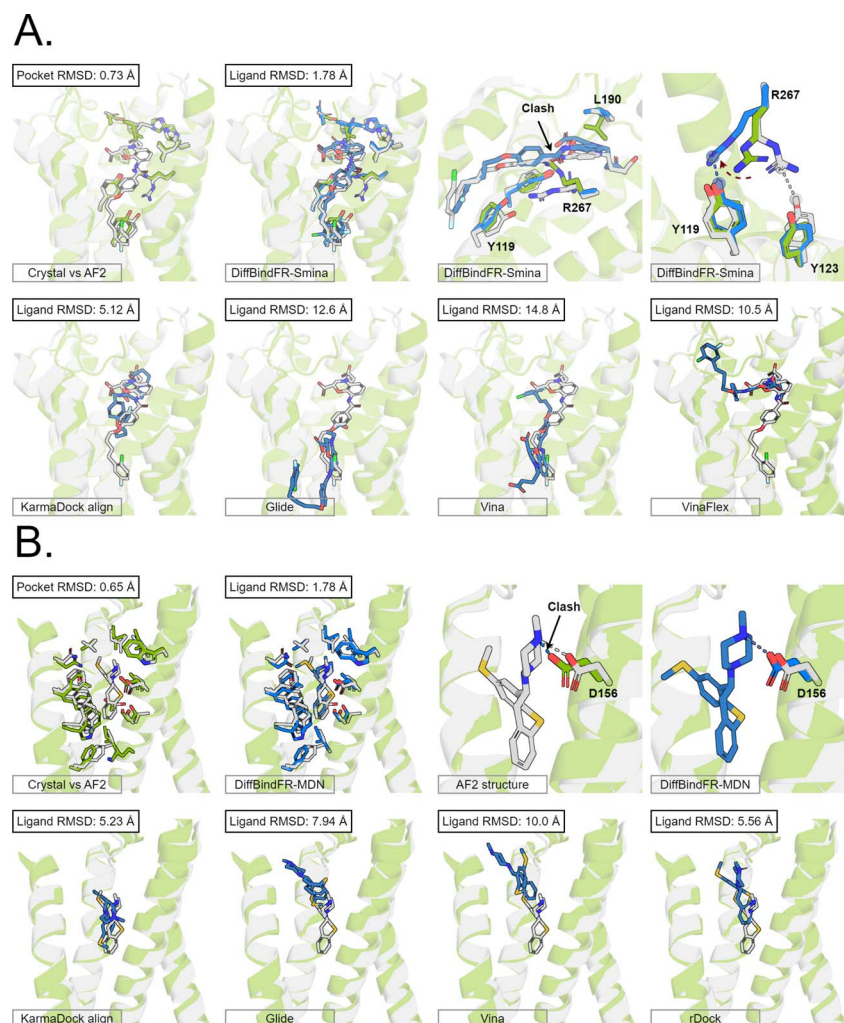 A.
Pocket RMSD: 0.73 Å
Ligand RMSD: 1.78 Å
Clash
L190
R267
Y119
R267
Y119
Y123
Crystal vs AF2
DiffBindFR-Smina
DiffBindFR-Smina
DiffBindFR-Smina
Ligand RMSD: 5.12 Å
Ligand RMSD: 12.6 Å
Ligand RMSD: 14.8 Å
Ligand RMSD: 10.5 Å
KarmaDock align
Glide
Vina
VinaFlex
B.
Pocket RMSD: 0.65 Å
Ligand RMSD: 1.78 Å
Clash
D156
D156
Crystal vs AF2
DiffBindFR-MDN
AF2 structure
DiffBindFR-MDN
Ligand RMSD: 5.23 Å
Ligand RMSD: 7.94 Å
Ligand RMSD: 10.0 Å
Ligand RMSD: 5.56 Å
KarmaDock align
Glide
Vina
rDock